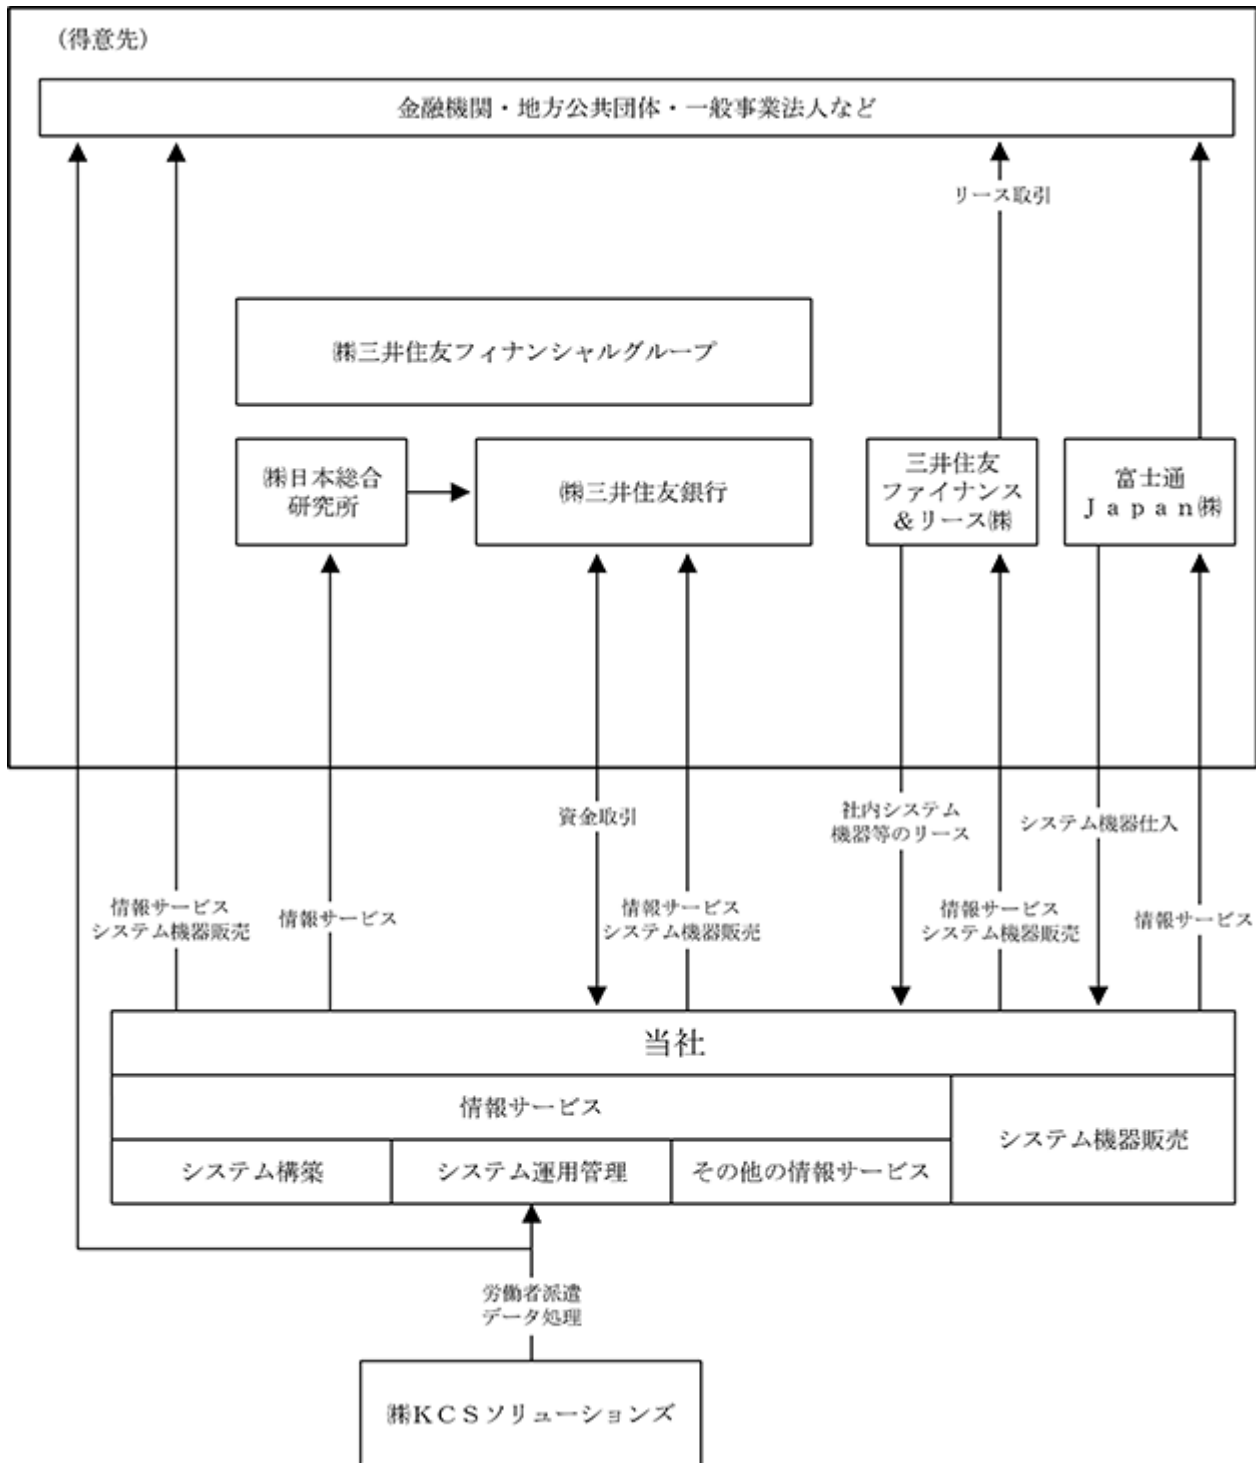 （得意先）
金融機関・地方公共団体・一般事業法人など
リース取引
㈱三井住友フィナンシャルグループ
㈱日本総合
研究所
㈱三井住友銀行
三井住友
ファイナンス
＆リース㈱
富士通
Ｊａｐａｎ㈱
資金取引
社内システム
機器等のリース
システム機器仕入
情報サービス
システム機器販売
情報サービス
情報サービス
システム機器販売
情報サービス
システム機器販売
情報サービス
当社
情報サービス
システム機器販売
システム構築
システム運用管理
その他の情報サービス
労働者派遣
データ処理
㈱ＫＣＳソリューションズ